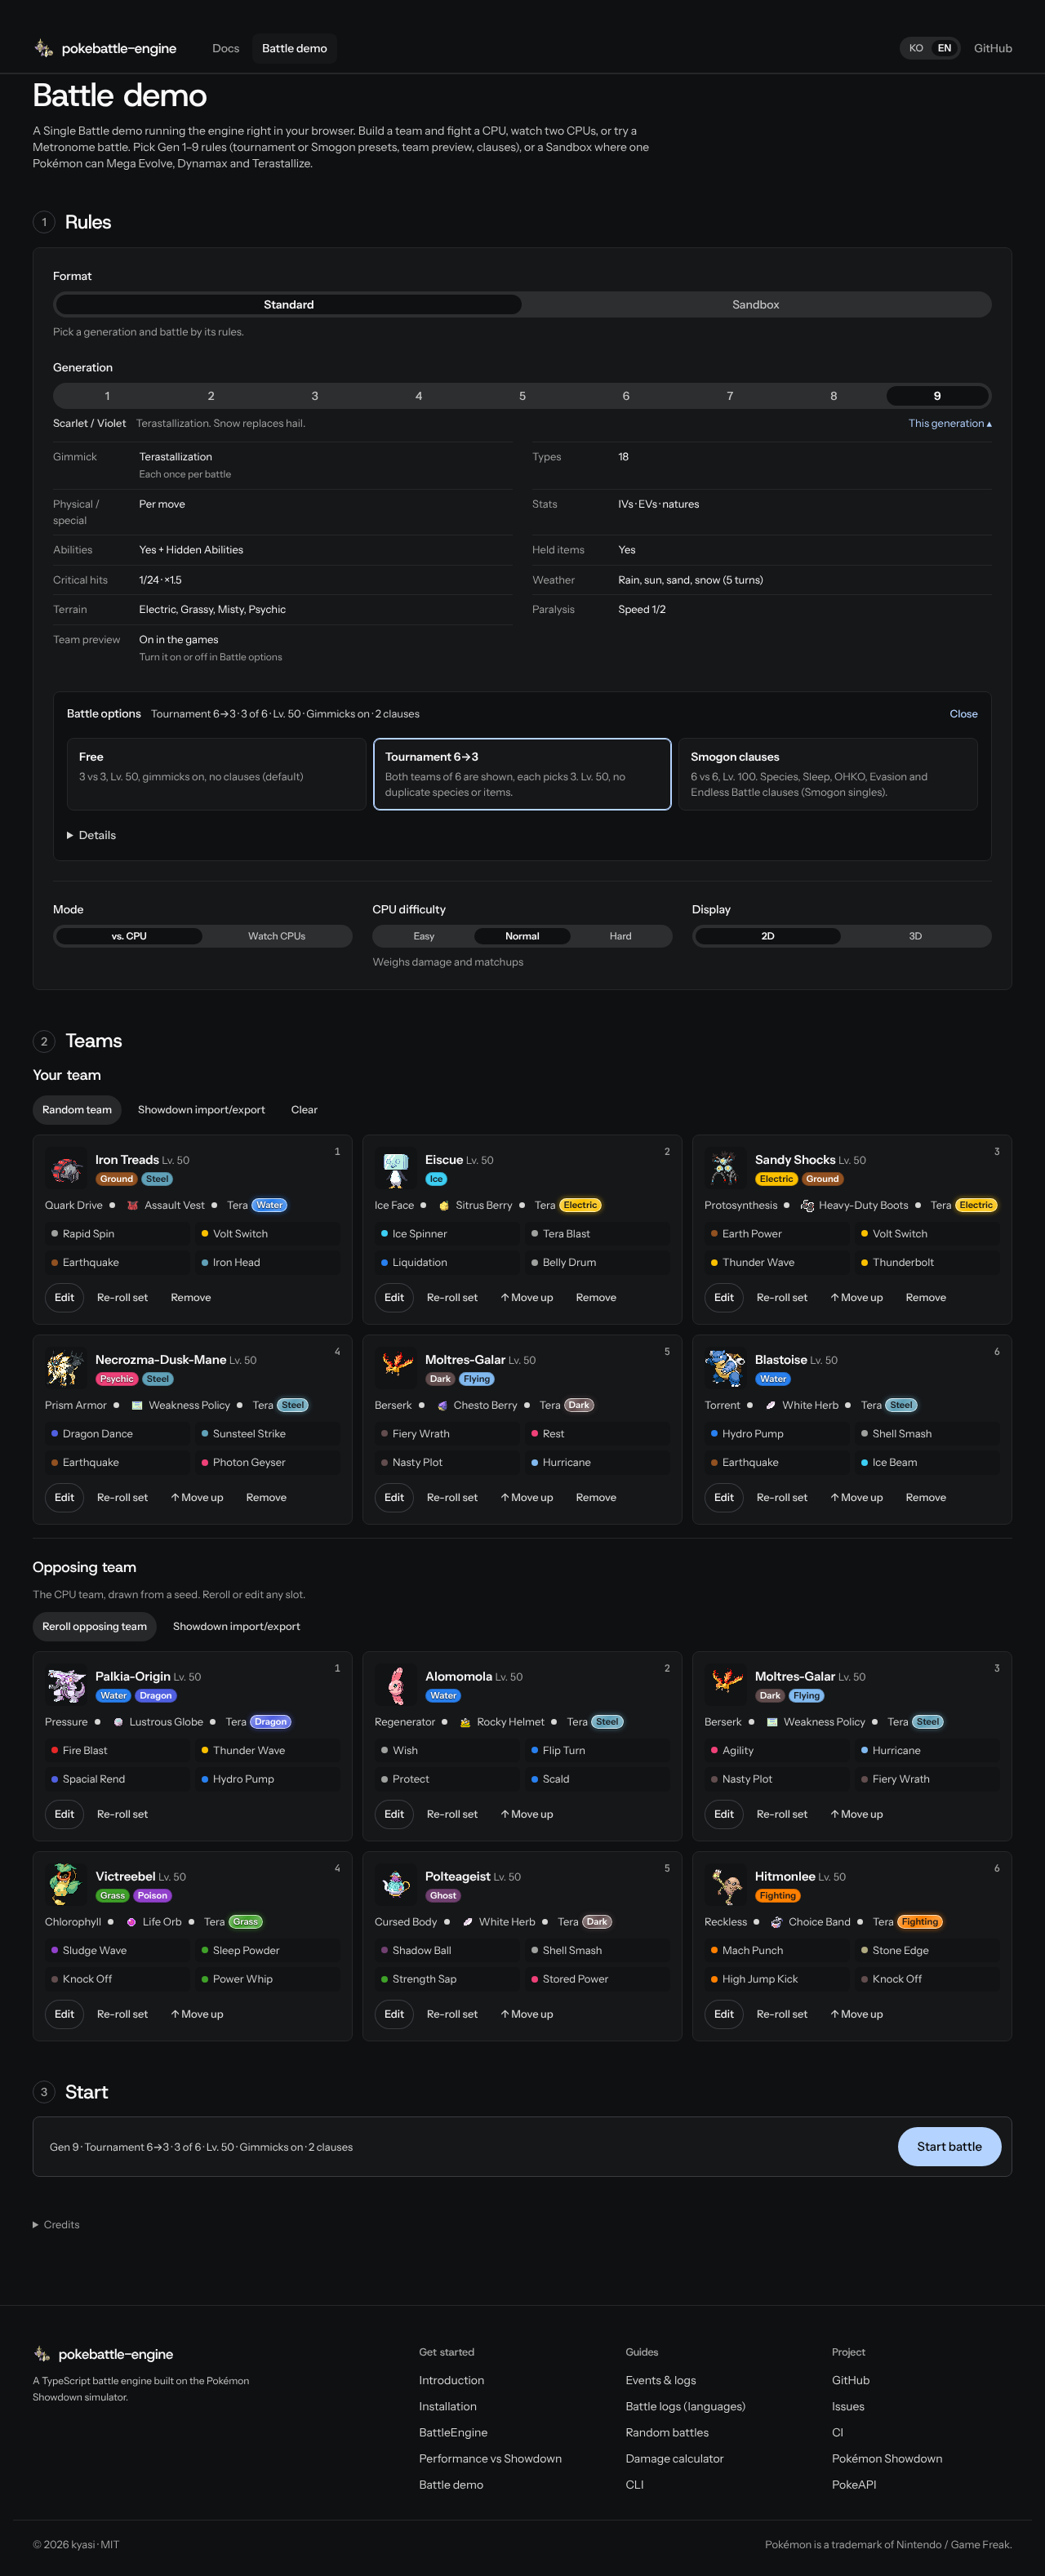 pokebattle-engine
Docs
Battle demo
KO
EN
GitHub
Battle demo
A Single Battle demo running the engine right in your browser. Build a team and fight a CPU, watch two CPUs, or try a
Metronome battle. Pick Gen 1–9 rules (tournament or Smogon presets, team preview, clauses), or a Sandbox where one
Pokémon can Mega Evolve, Dynamax and Terastallize.
1 Rules
Format
Standard
Sandbox
Pick a generation and battle by its rules.
Generation
1 2 3 4 5 6 7 8 9
Scarlet / Violet Terastallization. Snow replaces hail.
This generation ▴
Gimmick
Terastallization
Each once per battle
Types
18
Physical /
special
Per move
Stats
IVs · EVs · natures
Abilities
Yes + Hidden Abilities
Held items
Yes
Critical hits
1/24 · ×1.5
Weather
Rain, sun, sand, snow (5 turns)
Terrain
Electric, Grassy, Misty, Psychic
Paralysis
Speed 1/2
Team preview
On in the games
Turn it on or off in Battle options
Battle options Tournament 6→3 · 3 of 6 · Lv. 50 · Gimmicks on · 2 clauses
Close
Free
3 vs 3, Lv. 50, gimmicks on, no clauses (default)
Tournament 6→3
Both teams of 6 are shown, each picks 3. Lv. 50, no
duplicate species or items.
Smogon clauses
6 vs 6, Lv. 100. Species, Sleep, OHKO, Evasion and
Endless Battle clauses (Smogon singles).
▶ Details
Mode
vs. CPU
Watch CPUs
CPU difficulty
Easy
Normal
Hard
Weighs damage and matchups
Display
2D
3D
2 Teams
Your team
Random team
Showdown import/export
Clear
Iron Treads Lv. 50
1
Ground Steel
Quark Drive Assault Vest Tera Water
Rapid Spin
Volt Switch
Earthquake
Iron Head
Edit Re-roll set Remove
Eiscue Lv. 50
2
Ice
Ice Face Sitrus Berry Tera Electric
Ice Spinner
Tera Blast
Liquidation
Belly Drum
Edit Re-roll set ↑ Move up Remove
Sandy Shocks Lv. 50
3
Electric Ground
Protosynthesis Heavy-Duty Boots Tera Electric
Earth Power
Volt Switch
Thunder Wave
Thunderbolt
Edit Re-roll set ↑ Move up Remove
Necrozma-Dusk-Mane Lv. 50
4
Psychic Steel
Prism Armor Weakness Policy Tera Steel
Dragon Dance
Sunsteel Strike
Earthquake
Photon Geyser
Edit Re-roll set ↑ Move up Remove
Moltres-Galar Lv. 50
5
Dark Flying
Berserk Chesto Berry Tera Dark
Fiery Wrath
Rest
Nasty Plot
Hurricane
Edit Re-roll set ↑ Move up Remove
Blastoise Lv. 50
6
Water
Torrent White Herb Tera Steel
Hydro Pump
Shell Smash
Earthquake
Ice Beam
Edit Re-roll set ↑ Move up Remove
Opposing team
The CPU team, drawn from a seed. Reroll or edit any slot.
Reroll opposing team
Showdown import/export
Palkia-Origin Lv. 50
1
Water Dragon
Pressure Lustrous Globe Tera Dragon
Fire Blast
Thunder Wave
Spacial Rend
Hydro Pump
Edit Re-roll set
Alomomola Lv. 50
2
Water
Regenerator Rocky Helmet Tera Steel
Wish
Flip Turn
Protect
Scald
Edit Re-roll set ↑ Move up
Moltres-Galar Lv. 50
3
Dark Flying
Berserk Weakness Policy Tera Steel
Agility
Hurricane
Nasty Plot
Fiery Wrath
Edit Re-roll set ↑ Move up
Victreebel Lv. 50
4
Grass Poison
Chlorophyll Life Orb Tera Grass
Sludge Wave
Sleep Powder
Knock Off
Power Whip
Edit Re-roll set ↑ Move up
Polteageist Lv. 50
5
Ghost
Cursed Body White Herb Tera Dark
Shadow Ball
Shell Smash
Strength Sap
Stored Power
Edit Re-roll set ↑ Move up
Hitmonlee Lv. 50
6
Fighting
Reckless Choice Band Tera Fighting
Mach Punch
Stone Edge
High Jump Kick
Knock Off
Edit Re-roll set ↑ Move up
3 Start
Gen 9 · Tournament 6→3 · 3 of 6 · Lv. 50 · Gimmicks on · 2 clauses
Start battle
▶ Credits
pokebattle-engine
A TypeScript battle engine built on the Pokémon
Showdown simulator.
Get started
Introduction
Installation
BattleEngine
Performance vs Showdown
Battle demo
Guides
Events & logs
Battle logs (languages)
Random battles
Damage calculator
CLI
Project
GitHub
Issues
CI
Pokémon Showdown
PokeAPI
© 2026 kyasi · MIT
Pokémon is a trademark of Nintendo / Game Freak.